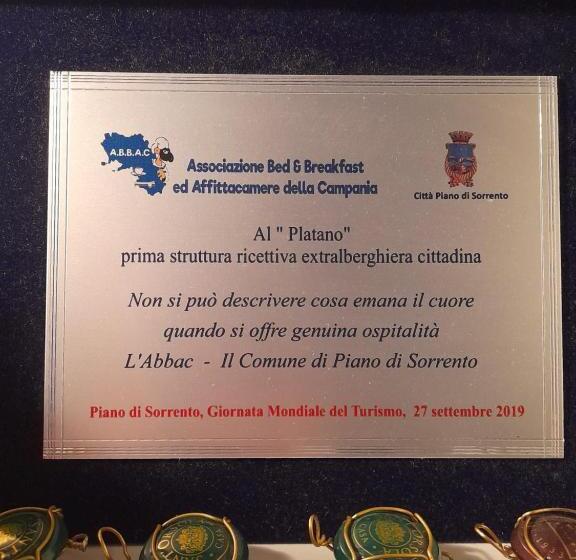 A.B.B.A.C
Associazione Bed & Breakfast
ed Affittacamere della Campania
Città Piano di Sorrento
Al " Platano"
prima struttura ricettiva extralberghiera cittadina
Non si può descrivere cosa emana il cuore
quando si offre genuina ospitalità
L'Abbac - Il Comune di Piano di Sorrento
Piano di Sorrento, Giornata Mondiale del Turismo, 27 settembre 2019